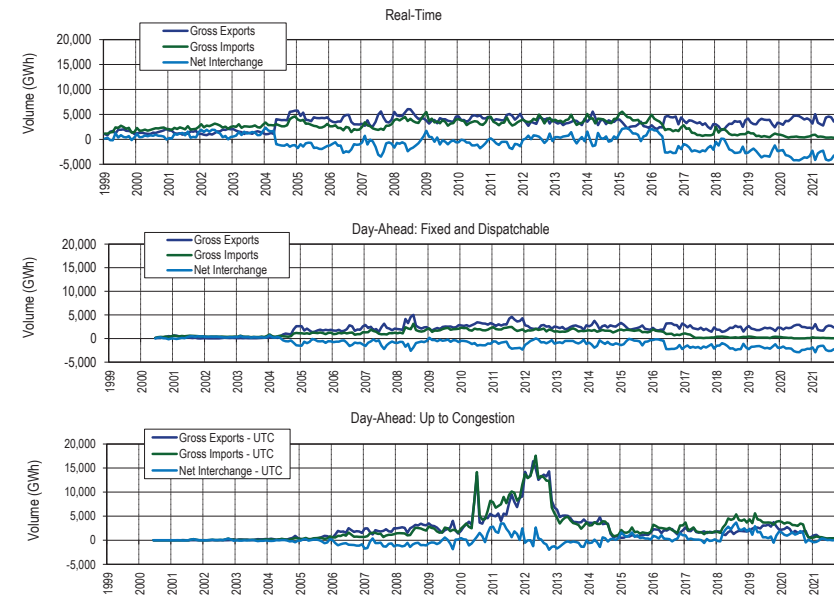 Real-Time
Volume (GWh)
20,000
15,000
10,000
5,000
0
-5,000
Gross Exports
Gross Imports
Net Interchange
1999 2000 2001 2002 2003 2004 2005 2006 2007 2008 2009 2010 2011 2012 2013 2014 2015 2016 2017 2018 2019 2020 2021
Day-Ahead: Fixed and Dispatchable
Volume (GWh)
20,000
15,000
10,000
5,000
0
-5,000
Gross Exports
Gross Imports
Net Interchange
1999 2000 2001 2002 2003 2004 2005 2006 2007 2008 2009 2010 2011 2012 2013 2014 2015 2016 2017 2018 2019 2020 2021
Day-Ahead: Up to Congestion
Volume (GWh)
20,000
15,000
10,000
5,000
0
-5,000
Gross Exports - UTC
Gross Imports - UTC
Net Interchange - UTC
1999 2000 2001 2002 2003 2004 2005 2006 2007 2008 2009 2010 2011 2012 2013 2014 2015 2016 2017 2018 2019 2020 2021